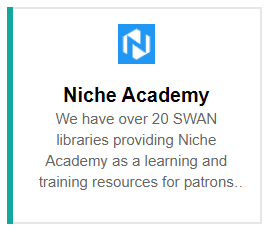 Niche Academy
We have over 20 SWAN
libraries providing Niche
Academy as a learning and
training resources for patrons..